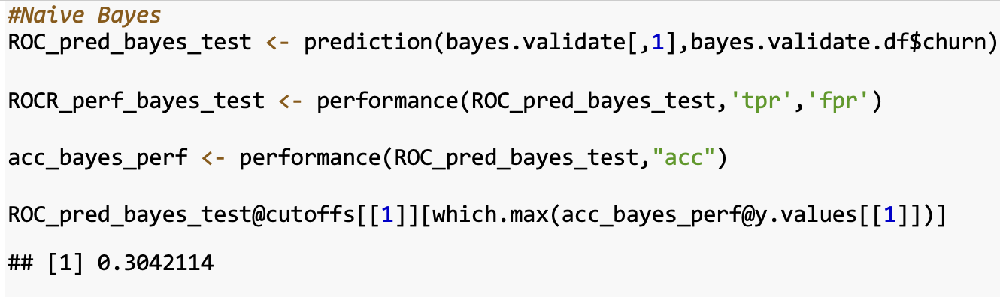 #Naive Bayes
ROC_pred_bayes_test <- prediction(bayes.validate[,1],bayes.validate.df$churn)
ROCR_perf_bayes_test <- performance(ROC_pred_bayes_test,'tpr','fpr')
acc_bayes_perf <- performance(ROC_pred_bayes_test,"acc")
ROC_pred_bayes_test@cutoffs[[1]][which.max(acc_bayes_perf@y.values[[1]])]
## [1] 0.3042114